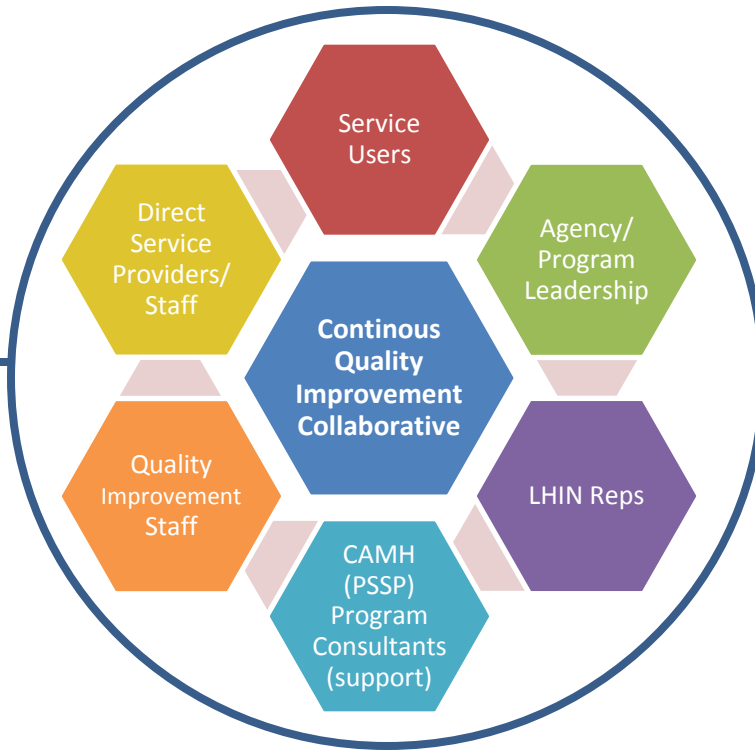 Service
Users
Agency/
Program
Leadership
LHIN Reps
CAMH
(PSSP)
Program
Consultants
(support)
Quality
Improvement
Staff
Direct
Service
Providers/
Staff
Continous
Quality
Improvement
Collaborative